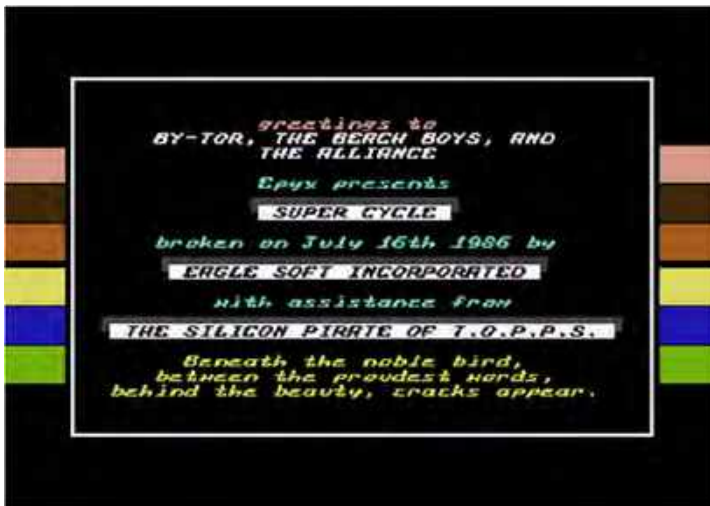 greetings to
BY-TOR, THE BEACH BOYS, AND
THE ALLIANCE
Epyx presents
SUPER CYCLE
broken on July 16th 1986 by
EAGLE SOFT INCORPORATED
with assistance from
THE SILICON PIRATE OF T.O.P.P.S.
Beneath the noble bird,
between the proudest words,
behind the beauty, cracks appear.